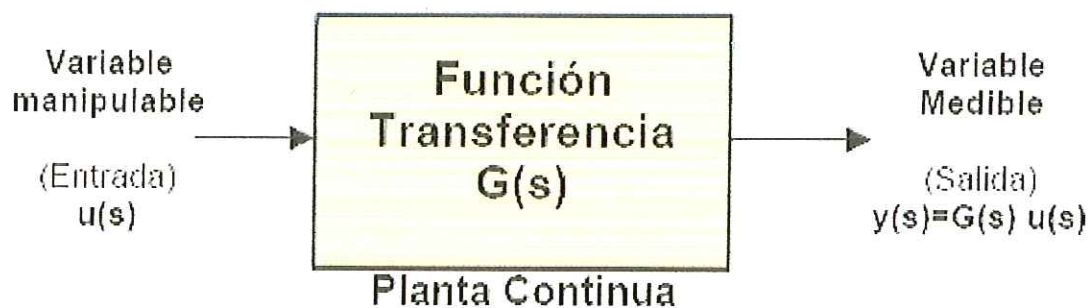 Variable
manipulable
(Entrada)
u(s)
Función
Transferencia
G(s)
Planta Continua
Variable
Medible
(Salida)
y(s)=G(s) u(s)